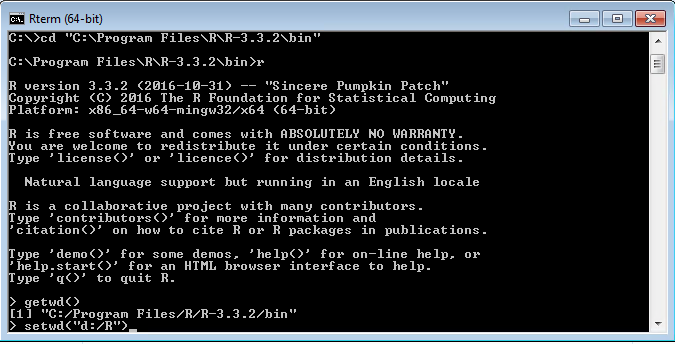 Rterm (64-bit)
C:\>cd "C:\Program Files\R\R-3.3.2\bin"
C:\Program Files\R\R-3.3.2\bin>r
R version 3.3.2 (2016-10-31) -- "Sincere Pumpkin Patch"
Copyright (C) 2016 The R Foundation for Statistical Computing
Platform: x86_64-w64-mingw32/x64 (64-bit)
R is free software and comes with ABSOLUTELY NO WARRANTY.
You are welcome to redistribute it under certain conditions.
Type 'license()' or 'licence()' for distribution details.
Natural language support but running in an English locale
R is a collaborative project with many contributors.
Type 'contributors()' for more information and
'citation()' on how to cite R or R packages in publications.
Type 'demo()' for some demos, 'help()' for on-line help, or
'help.start()' for an HTML browser interface to help.
Type 'q()' to quit R.
> getwd()
[1] "C:/Program Files/R/R-3.3.2/bin"
> setwd("d:/R")_